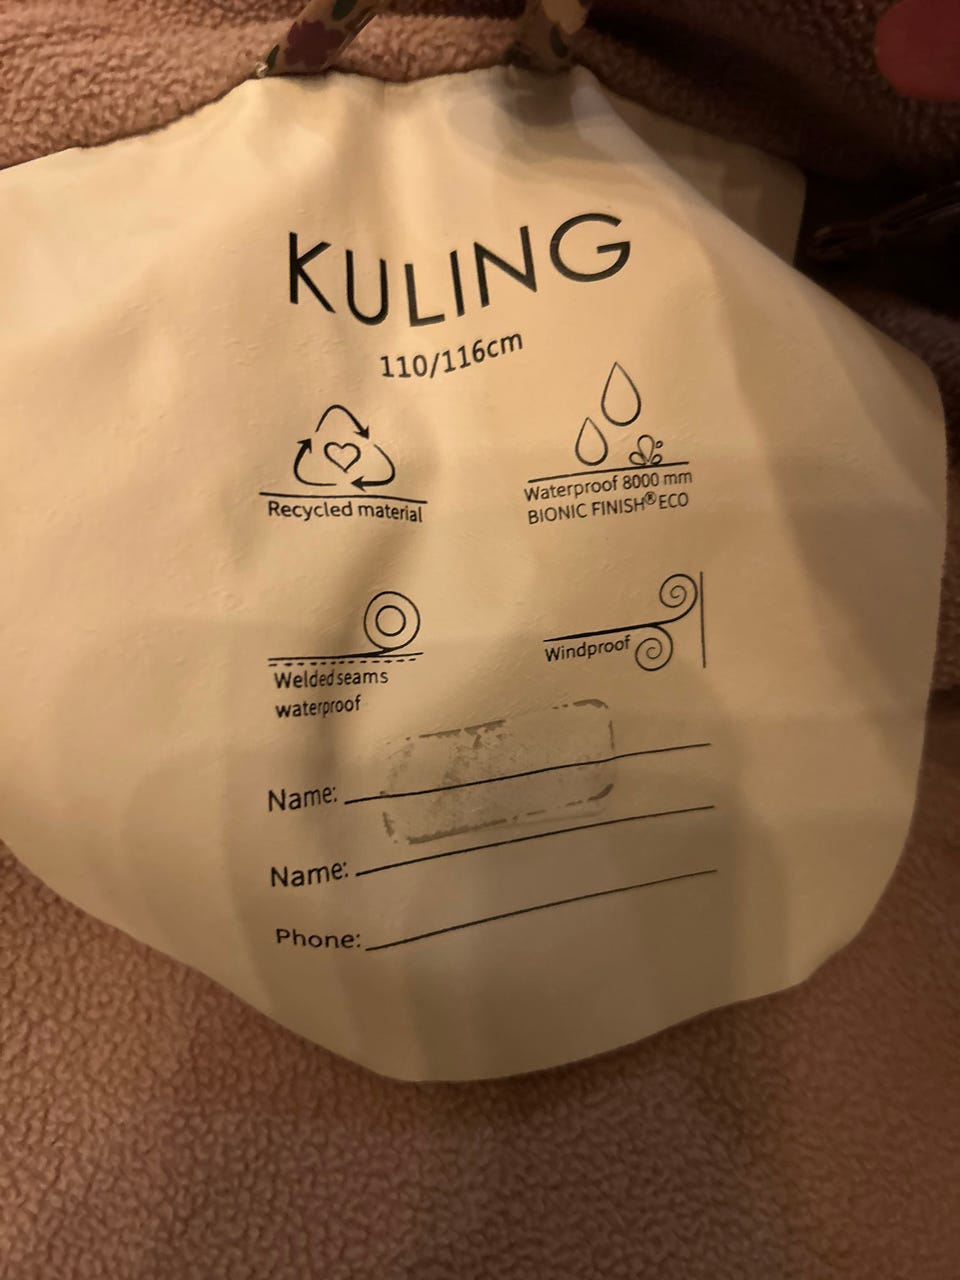 KULING
110/116cm
Recycled material
Waterproof 8000 mm
BIONIC FINISH® ECO
Welded seams
waterproof
Windproof
Name:
Name:
Phone: